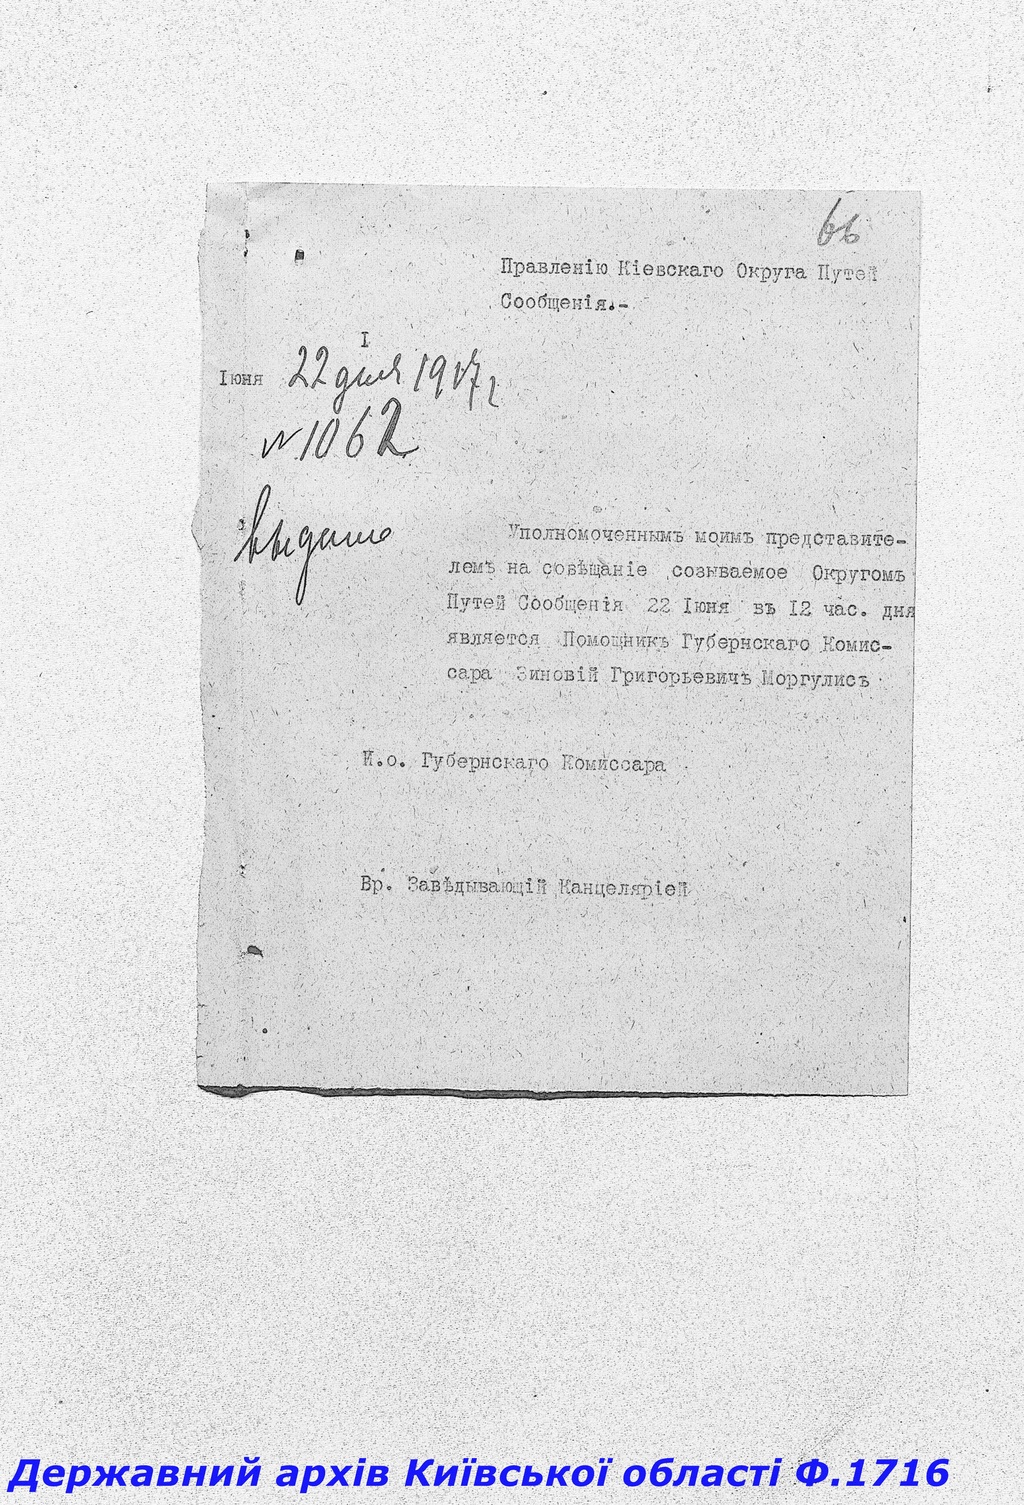 66
Правленію Кіевскаго Округа Путей
Сообщенія.-
I
Іюня 22 дня 1917 г
№ 1062
Выдано
Уполномоченнымъ моимъ представите-
лемъ на совѣщаніе ,созываемое Округомъ
Путей Сообщенія 22 Іюня въ I2 час. дня
является Помощникъ Губернскаго Комис-
сара Зиновій Григорьевичъ Моргулисъ
И.о. Губернскаго Комиссара
Вр. Завѣдывающій Канцеляріей
Державний архів Київської області Ф.1716